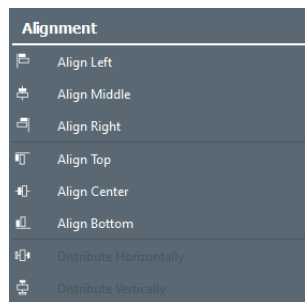 Alignment
Align Left
Align Middle
Align Right
Align Top
Align Center
Align Bottom
Distribute Horizontally
Distribute Vertically